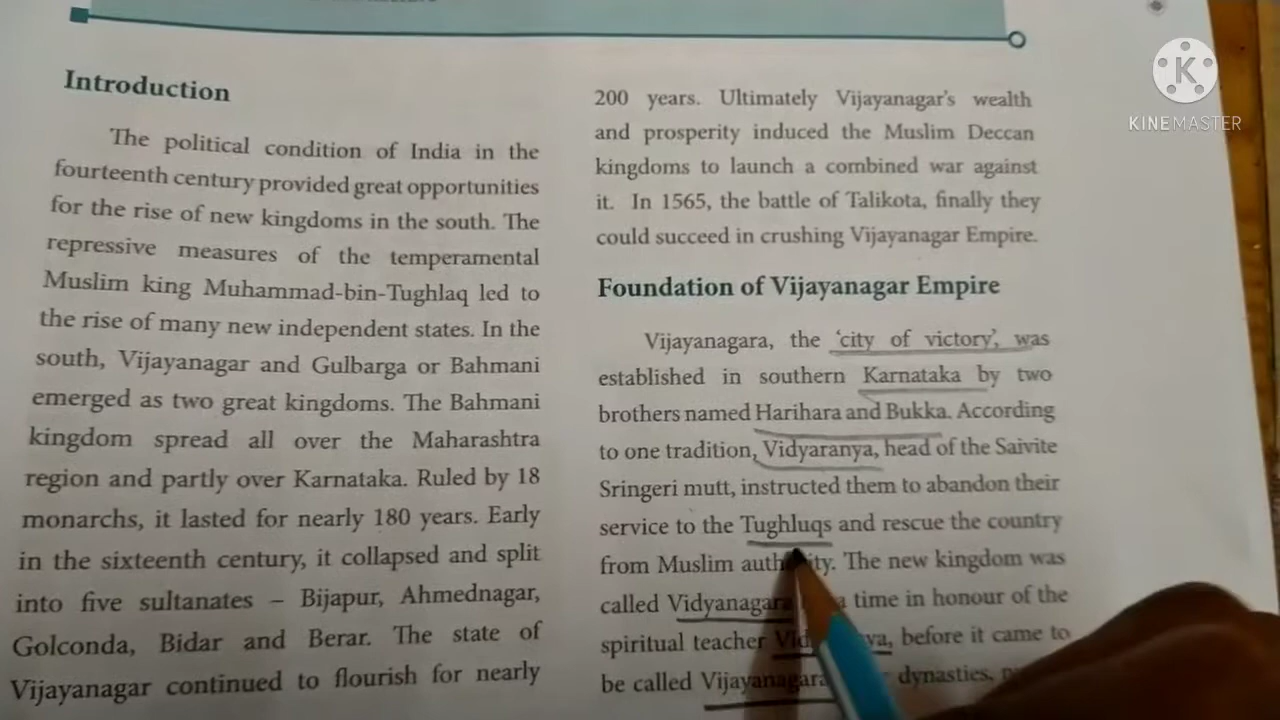 KINEMASTER
Introduction
The political condition of India in the
fourteenth century provided great opportunities
for the rise of new kingdoms in the south. The
repressive measures of the temperamental
Muslim king Muhammad-bin-Tughlaq led to
the rise of many new independent states. In the
south, Vijayanagar and Gulbarga or Bahmani
emerged as two great kingdoms. The Bahmani
kingdom spread all over the Maharashtra
region and partly over Karnataka. Ruled by 18
monarchs, it lasted for nearly 180 years. Early
in the sixteenth century, it collapsed and split
into five sultanates – Bijapur, Ahmednagar,
Golconda, Bidar and Berar. The state of
Vijayanagar continued to flourish for nearly
200 years. Ultimately Vijayanagar's wealth
and prosperity induced the Muslim Deccan
kingdoms to launch a combined war against
it. In 1565, the battle of Talikota, finally they
could succeed in crushing Vijayanagar Empire.
Foundation of Vijayanagar Empire
Vijayanagara, the 'city of victory', was
established in southern Karnataka by two
brothers named Harihara and Bukka. According
to one tradition, Vidyaranya, head of the Saivite
Sringeri mutt, instructed them to abandon their
service to the Tughluqs and rescue the country
from Muslim authority. The new kingdom was
called Vidyanagara a time in honour of the
spiritual teacher before it came to
be called Vijayanagara dynasties,